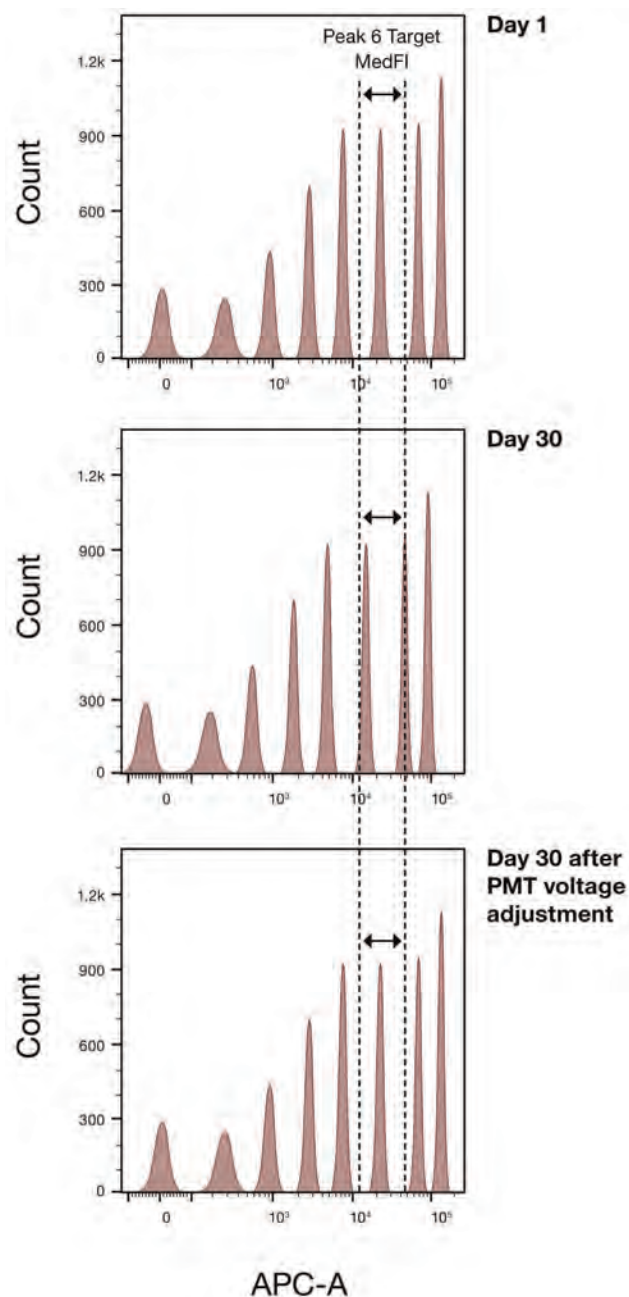 Day 1
Peak 6 Target
MedFI
1.2k
900
600
300
0
Count
0
10³
10⁴
10⁵
Day 30
1.2k
900
600
300
0
Count
0
10³
10⁴
10⁵
Day 30 after
PMT voltage
adjustment
1.2k
900
600
300
0
Count
0
10³
10⁴
10⁵
APC-A